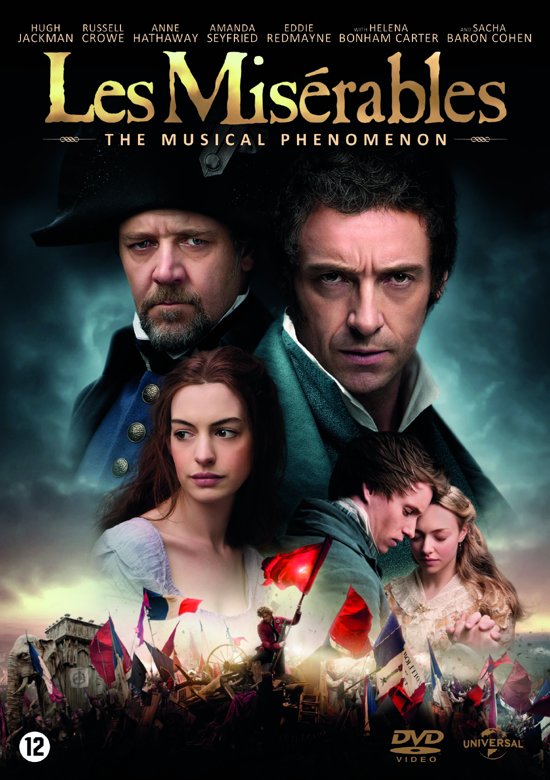 HUGH JACKMAN RUSSELL CROWE ANNE HATHAWAY AMANDA SEYFRIED EDDIE REDMAYNE WITH HELENA BONHAM CARTER AND SACHA BARON COHEN
Les Misérables
THE MUSICAL PHENOMENON
12
DVD
VIDEO
UNIVERSAL